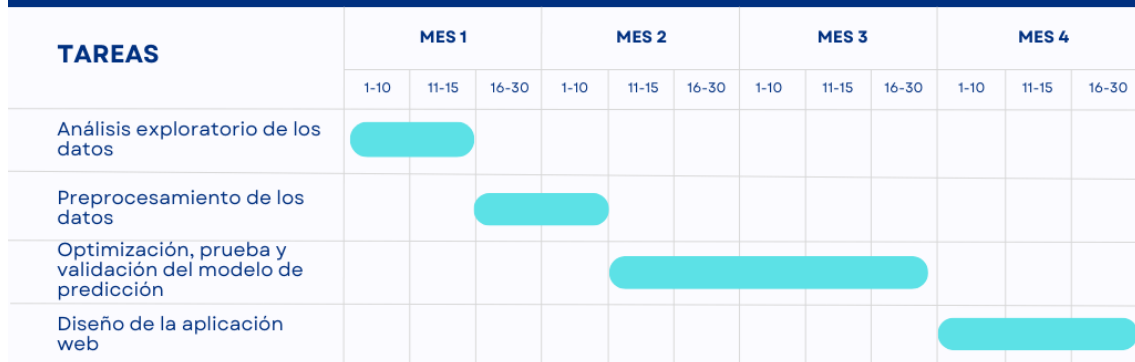 TAREAS
MES 1
MES 2
MES 3
MES 4
1-10
11-15
16-30
1-10
11-15
16-30
1-10
11-15
16-30
1-10
11-15
16-30
Análisis exploratorio de los
datos
Preprocesamiento de los
datos
Optimización, prueba y
validación del modelo de
predicción
Diseño de la aplicación
web